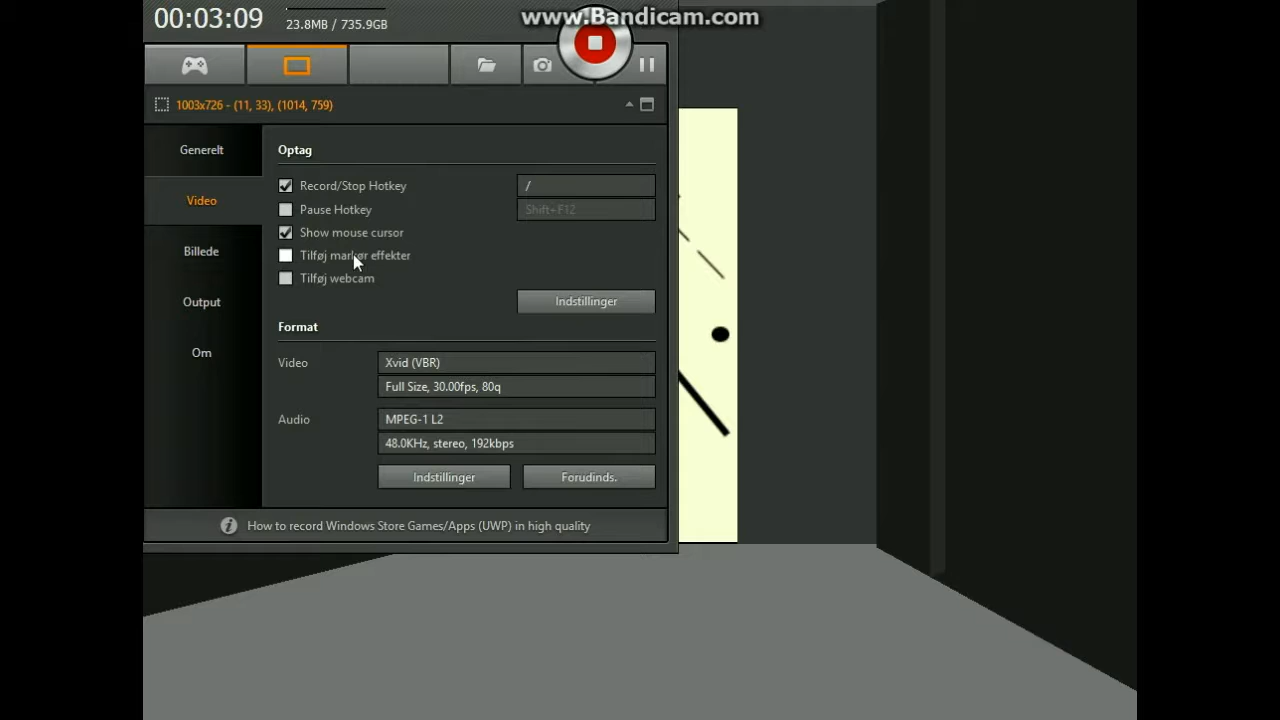 www.Bandicam.com
00:03:09
23.8MB / 735.9GB
1003x726 - (11, 33), (1014, 759)
Generelt
Video
Billede
Output
Om
Optag
Record/Stop Hotkey /
Pause Hotkey Shift+F12
Show mouse cursor
Tilføj markør effekter
Tilføj webcam
Indstillinger
Format
Video Xvid (VBR)
Full Size, 30.00fps, 80q
Audio MPEG-1 L2
48.0KHz, stereo, 192kbps
Indstillinger Forudinds.
How to record Windows Store Games/Apps (UWP) in high quality